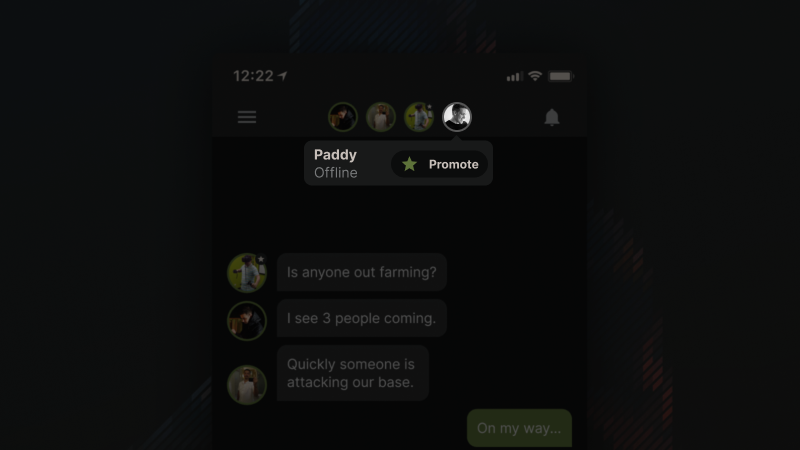 12:22
Paddy
Offline
Promote
Is anyone out farming?
I see 3 people coming.
Quickly someone is
attacking our base.
On my way...